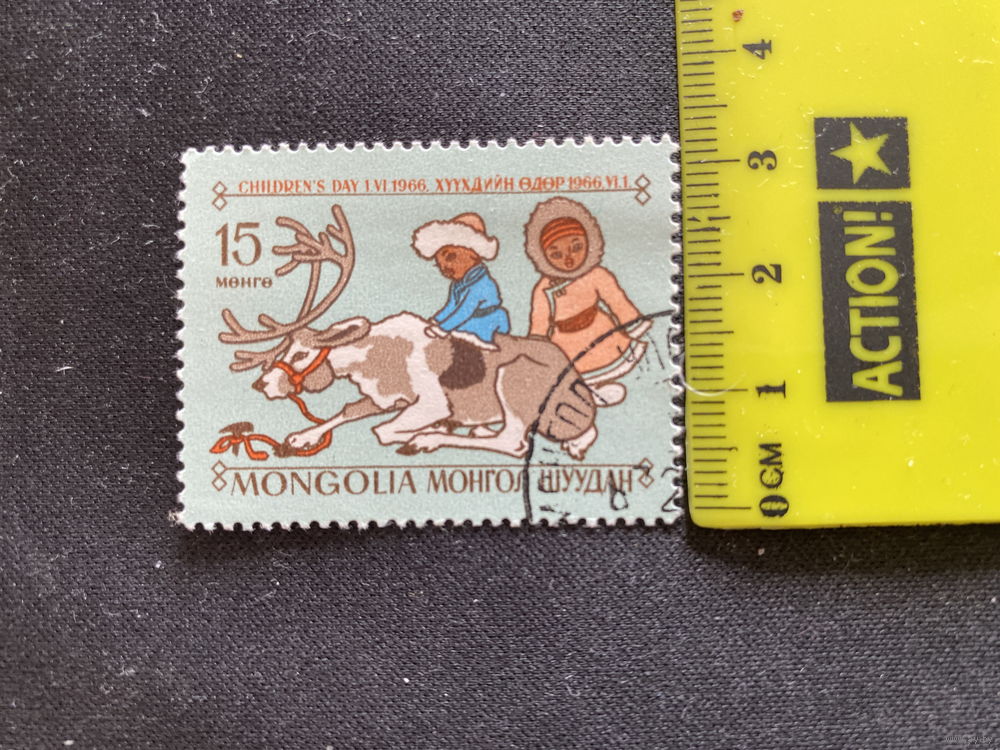 CHILDREN'S DAY 1.VI.1966. ХҮҮХДИЙН ӨДӨР 1966.VI.1.
15
МӨНГӨ
MONGOLIA МОНГОЛ ШУУДАН
4
3
2
1
0СМ
ACTION!